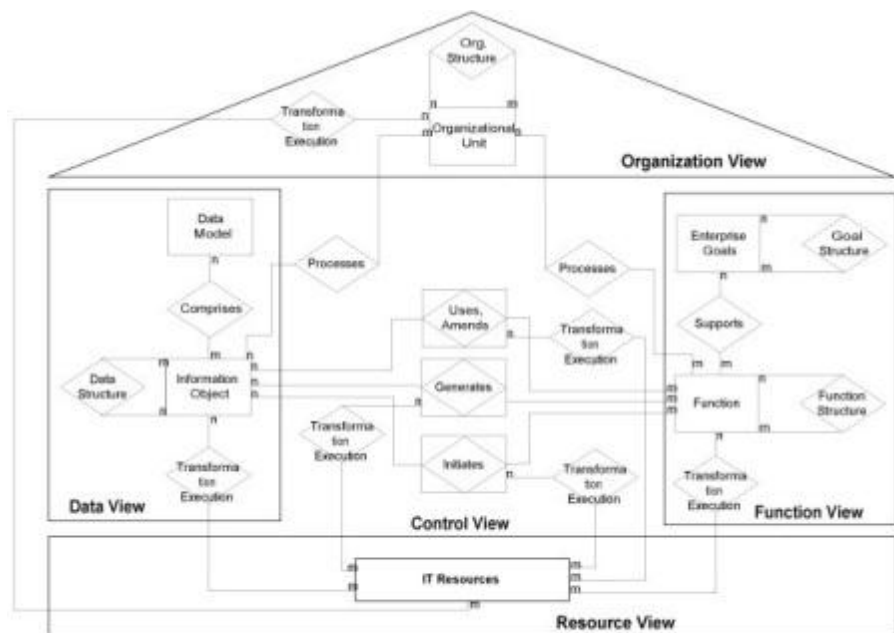 Org.
Structure
n
m
Transforma
tion
Execution
n
m
Organizational
Unit
n
Organization View
Data
Model
n
Processes
Processes
Enterprise
Goals
n
m
Goal
Structure
n
Comprises
m
n
Uses,
Amends
n
Transforma
tion
Execution
Supports
m
m
Data
Structure
m
n
Information
Object
n
n
n
n
Generates
n
m
m
m
Function
n
m
Function
Structure
n
Transforma
tion
Execution
Transforma
tion
Execution
Initiates
n
Transforma
tion
Execution
Transforma
tion
Execution
Data View
Control View
Function View
m
m
IT Resources
m
m
m
m
Resource View